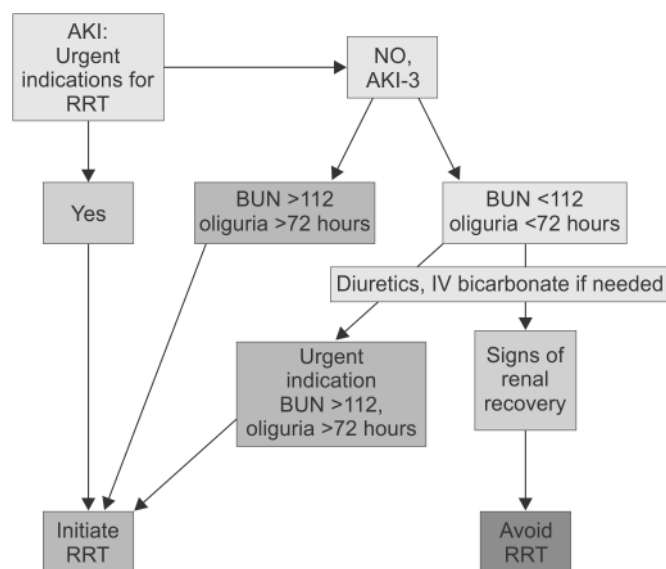 AKI:
Urgent
indications for
RRT
NO,
AKI-3
Yes
BUN >112
oliguria >72 hours
BUN <112
oliguria <72 hours
Diuretics, IV bicarbonate if needed
Urgent
indication
BUN >112,
oliguria >72 hours
Signs of
renal
recovery
Initiate
RRT
Avoid
RRT